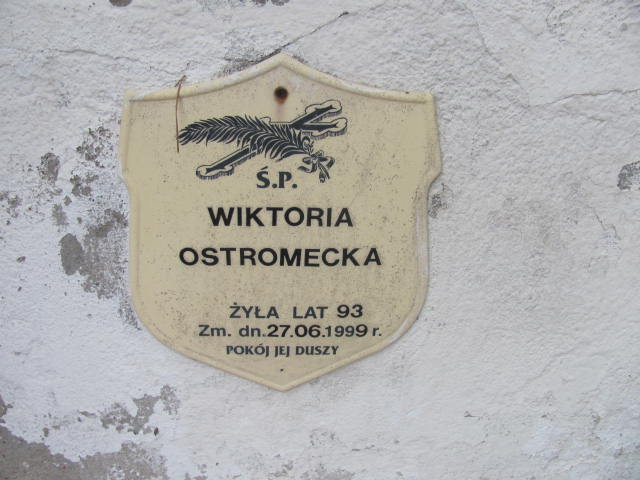 Ś.P.
WIKTORIA
OSTROMECKA
ŻYŁA LAT 93
Zm. dn. 27.06.1999 r.
POKÓJ JEJ DUSZY